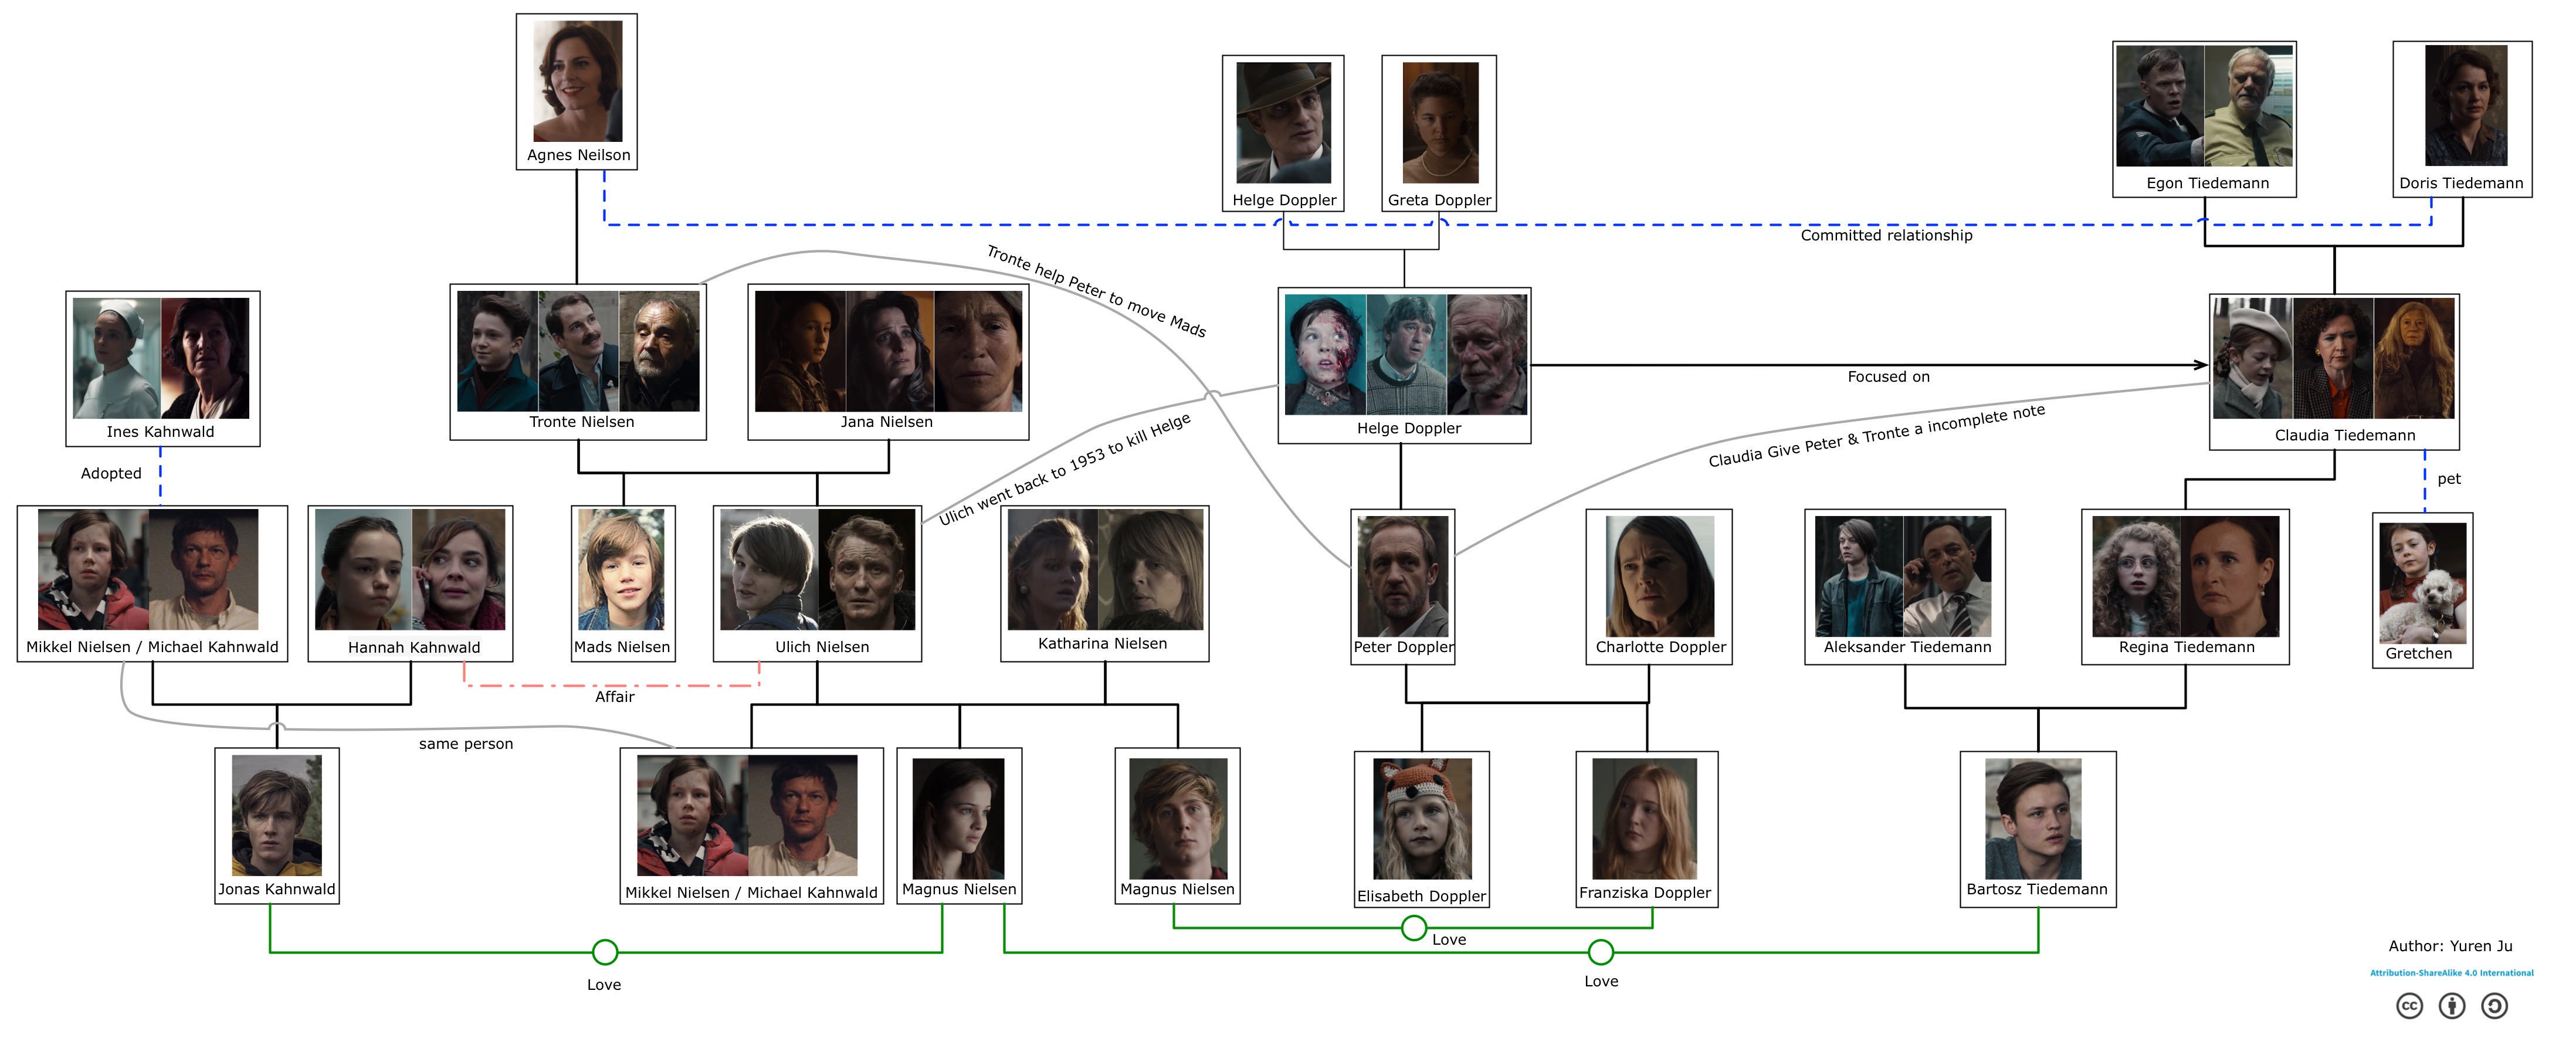 Agnes Neilson
Helge Doppler
Greta Doppler
Egon Tiedemann
Doris Tiedemann
Committed relationship
Tronte help Peter to move Mads
Ines Kahnwald
Tronte Nielsen
Jana Nielsen
Helge Doppler
Focused on
Claudia Tiedemann
Ulich went back to 1953 to kill Helge
Claudia Give Peter & Tronte a incomplete note
Adopted
pet
Mikkel Nielsen / Michael Kahnwald
Hannah Kahnwald
Mads Nielsen
Ulich Nielsen
Katharina Nielsen
Peter Doppler
Charlotte Doppler
Aleksander Tiedemann
Regina Tiedemann
Gretchen
Affair
same person
Jonas Kahnwald
Mikkel Nielsen / Michael Kahnwald
Magnus Nielsen
Magnus Nielsen
Elisabeth Doppler
Franziska Doppler
Bartosz Tiedemann
Love
Love
Love
Author: Yuren Ju
Attribution-ShareAlike 4.0 International
cc